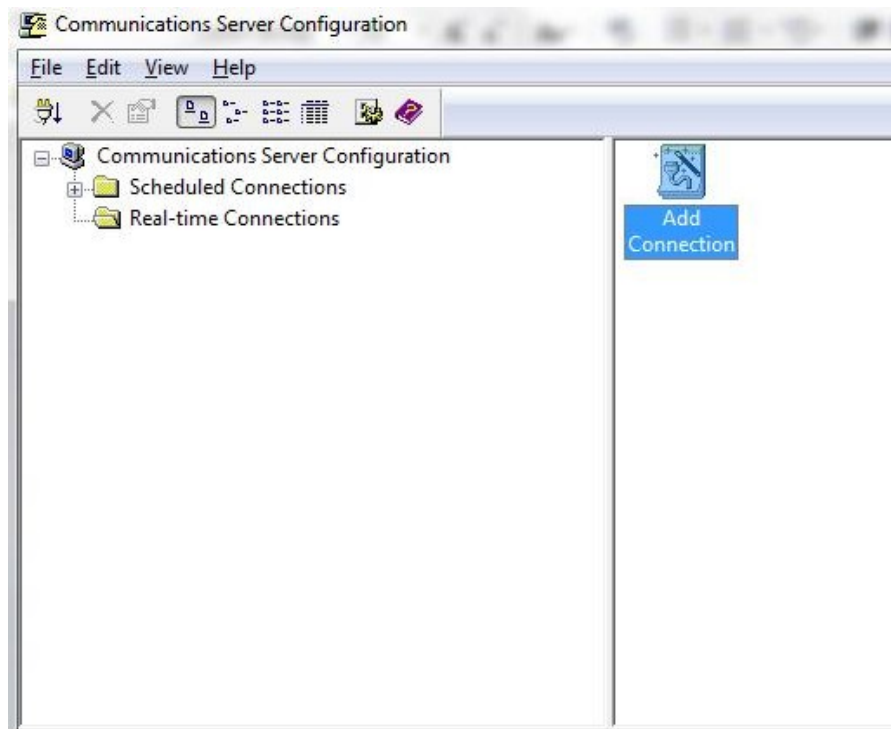 Communications Server Configuration
File Edit View Help
Communications Server Configuration
Scheduled Connections
Real-time Connections
Add
Connection